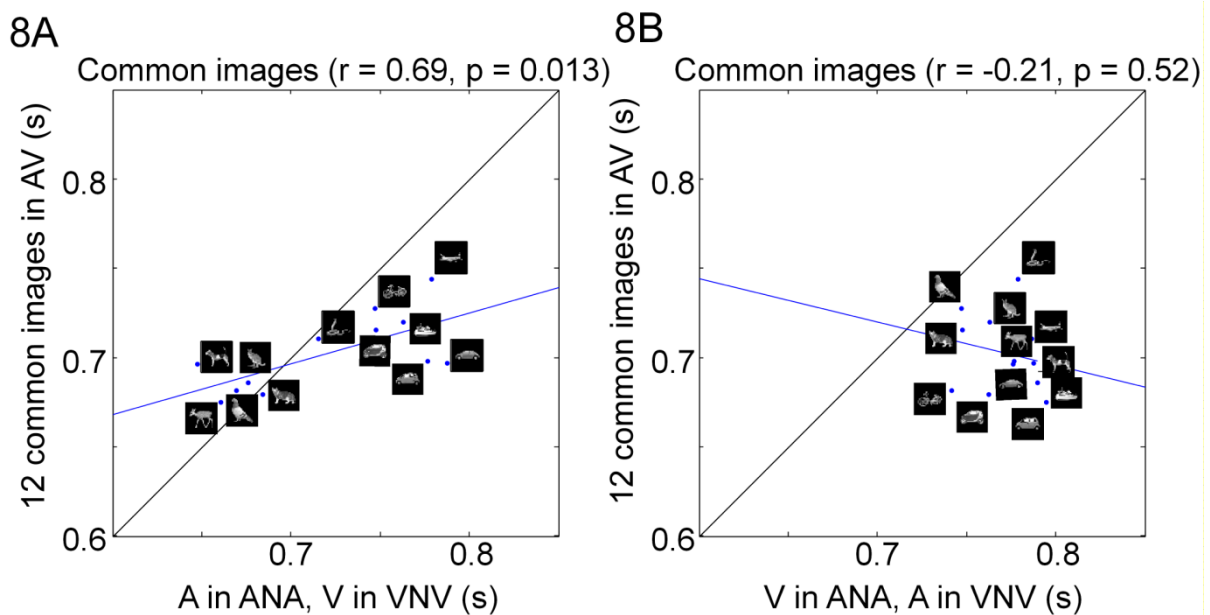 8A
Common images (r = 0.69, p = 0.013)
12 common images in AV (s)
0.8
0.7
0.6
0.7
0.8
A in ANA, V in VNV (s)
8B
Common images (r = -0.21, p = 0.52)
12 common images in AV (s)
0.8
0.7
0.6
0.7
0.8
V in ANA, A in VNV (s)